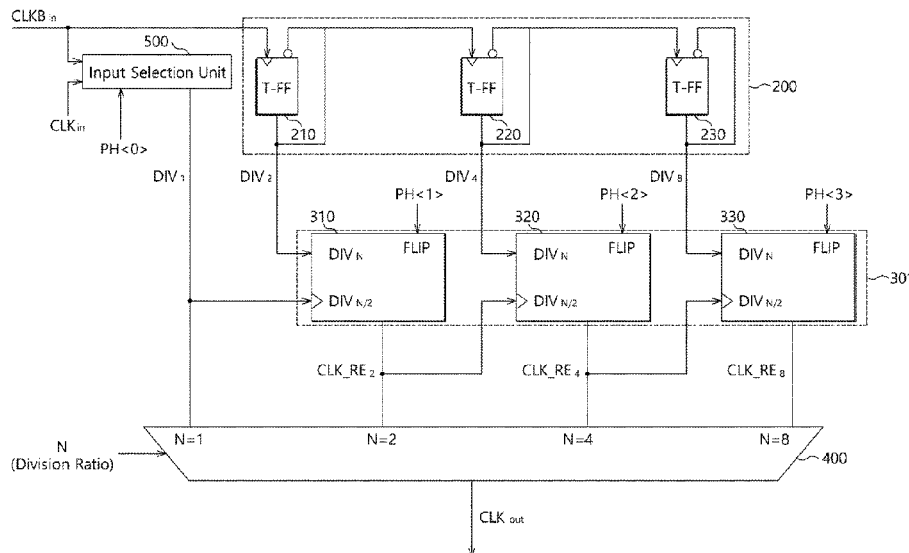 CLKB in
500
Input Selection Unit
CLK in
PH<0>
T-FF
T-FF
T-FF
210
220
230
200
DIV 1
DIV 2
DIV 4
DIV 8
PH<1>
PH<2>
PH<3>
310
320
330
DIV N
FLIP
DIV N/2
DIV N
FLIP
DIV N/2
DIV N
FLIP
DIV N/2
301
CLK_RE 2
CLK_RE 4
CLK_RE 8
N=1
N=2
N=4
N=8
N
(Division Ratio)
400
CLK out